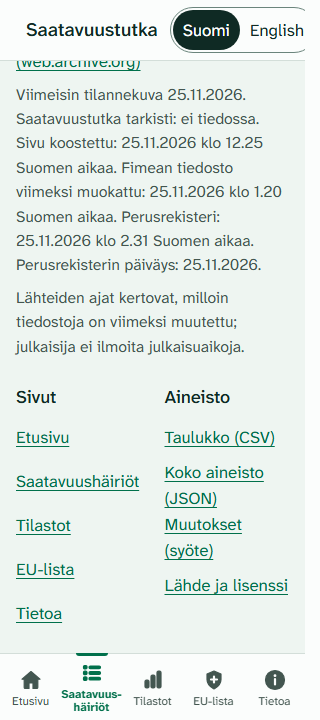 Saatavuustutka
Suomi
English
(web.archive.org)
Viimeisin tilannekuva 25.11.2026.
Saatavuustutka tarkisti: ei tiedossa.
Sivu koostettu: 25.11.2026 klo 12.25
Suomen aikaa. Fimean tiedosto
viimeksi muokattu: 25.11.2026 klo 1.20
Suomen aikaa. Perusrekisteri:
25.11.2026 klo 2.31 Suomen aikaa.
Perusrekisterin päiväys: 25.11.2026.
Lähteiden ajat kertovat, milloin
tiedostoja on viimeksi muutettu;
julkaisija ei ilmoita julkaisuaikoja.
Sivut
Etusivu
Saatavuushäiriöt
Tilastot
EU-lista
Tietoa
Aineisto
Taulukko (CSV)
Koko aineisto
(JSON)
Muutokset
(syöte)
Lähde ja lisenssi
Etusivu
Saatavuus-
häiriöt
Tilastot
EU-lista
Tietoa